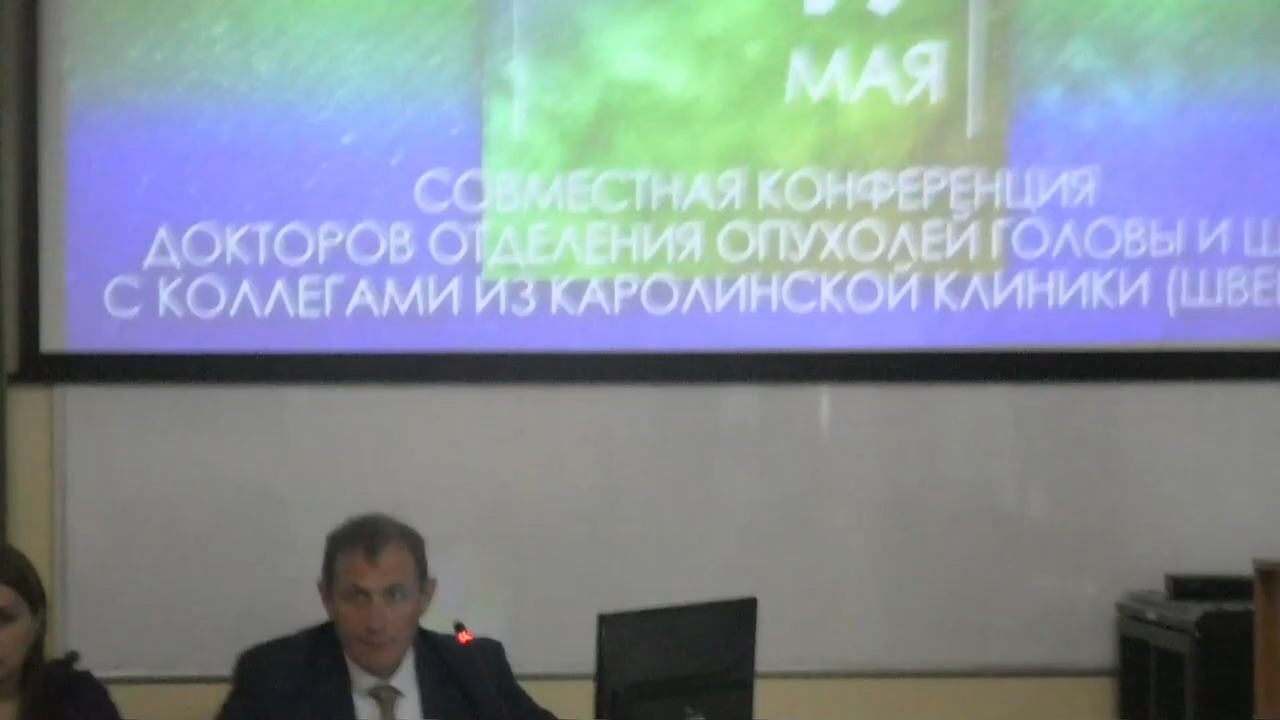 МАЯ
СОВМЕСТНАЯ КОНФЕРЕНЦИЯ
ДОКТОРОВ ОТДЕЛЕНИЯ ОПУХОЛЕЙ ГОЛОВЫ И
С КОЛЛЕГАМИ ИЗ КАРОЛИНСКОЙ КЛИНИКИ